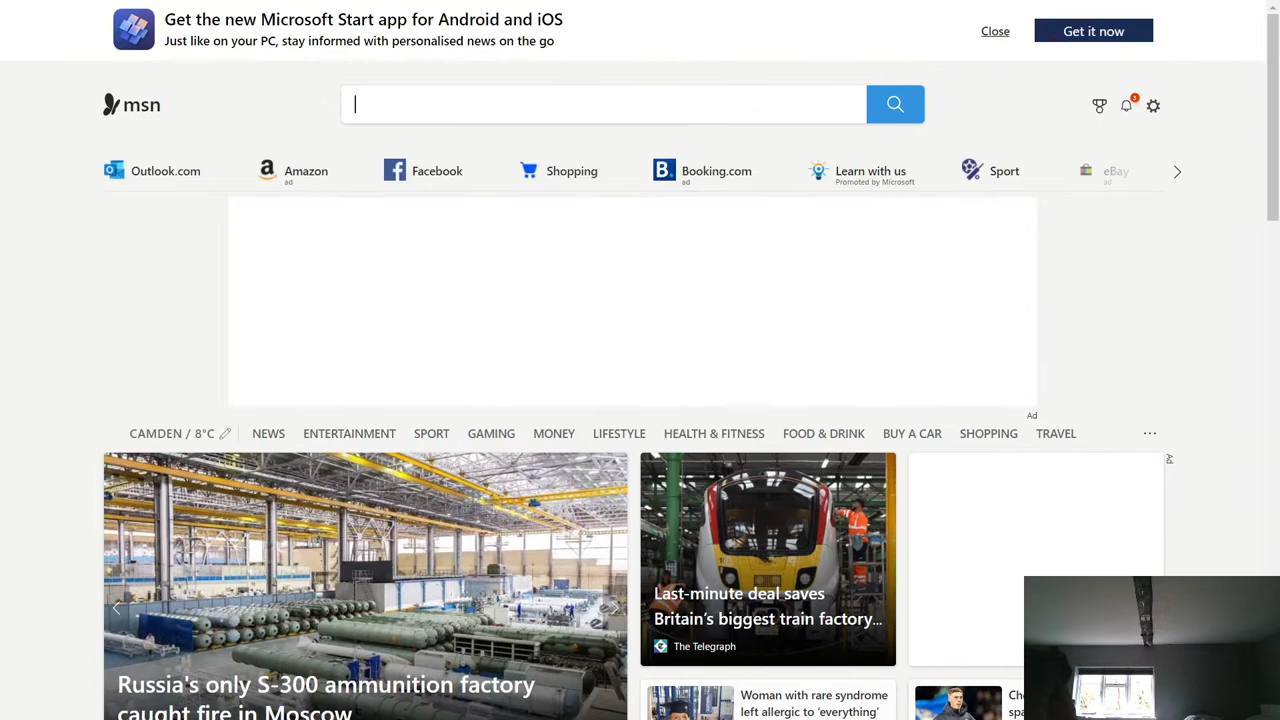 Get the new Microsoft Start app for Android and iOS
Just like on your PC, stay informed with personalised news on the go
Close
Get it now
msn
3
Outlook.com
Amazon
ad
Facebook
Shopping
B.
Booking.com
ad
Learn with us
Promoted by Microsoft
Sport
eBay
ad
Ad
CAMDEN / 8°C
NEWS
ENTERTAINMENT
SPORT
GAMING
MONEY
LIFESTYLE
HEALTH & FITNESS
FOOD & DRINK
BUY A CAR
SHOPPING
TRAVEL
...
Ad
Last-minute deal saves
Britain's biggest train factory...
The Telegraph
Russia's only S-300 ammunition factory
caught fire in Moscow
Woman with rare syndrome
left allergic to 'everything'